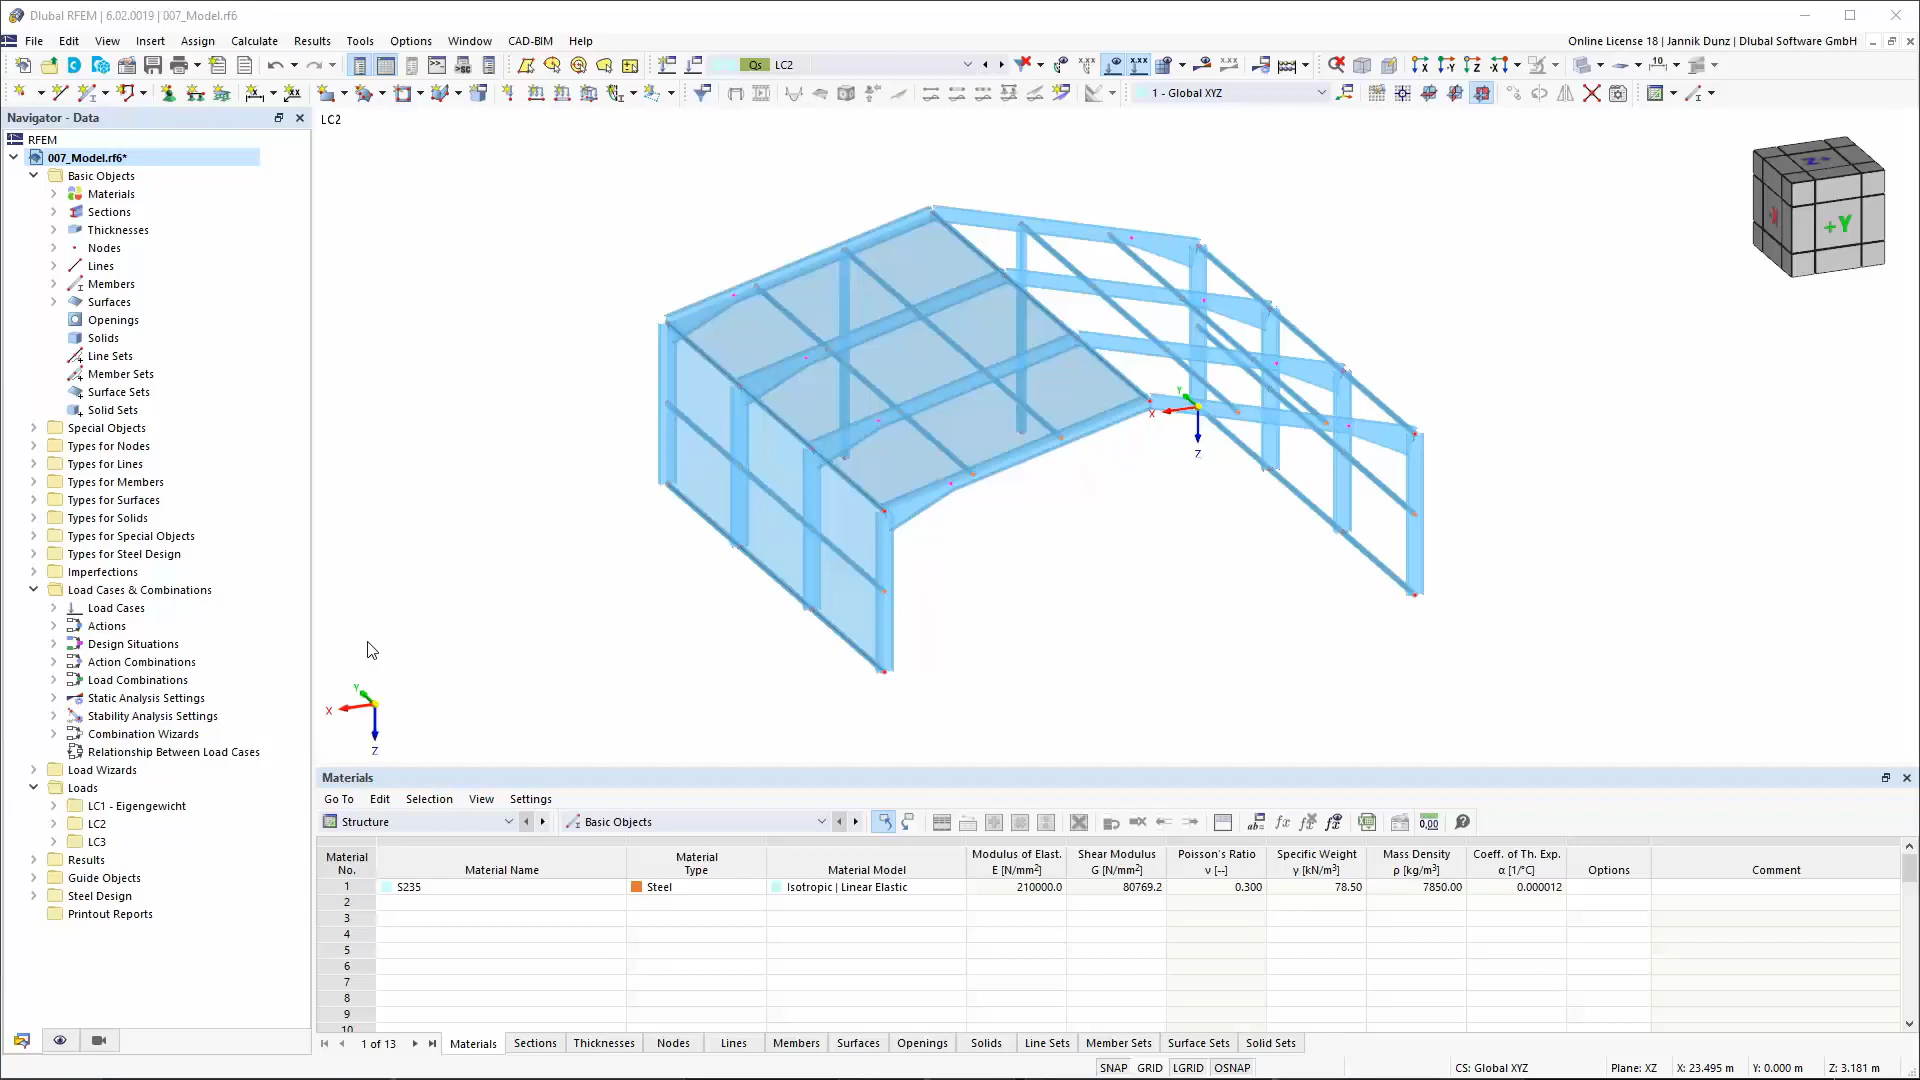 Dlubal RFEM | 6.02.0019 | 007_Model.rf6
File Edit View Insert Assign Calculate Results Tools Options Window CAD-BIM Help
Online License 18 | Jannik Dunz | Dlubal Software GmbH
Qs LC2
1 - Global XYZ
Navigator - Data
RFEM
007_Model.rf6*
Basic Objects
Materials
Sections
Thicknesses
Nodes
Lines
Members
Surfaces
Openings
Solids
Line Sets
Member Sets
Surface Sets
Solid Sets
Special Objects
Types for Nodes
Types for Lines
Types for Members
Types for Surfaces
Types for Solids
Types for Special Objects
Types for Steel Design
Imperfections
Load Cases & Combinations
Load Cases
Actions
Design Situations
Action Combinations
Load Combinations
Static Analysis Settings
Stability Analysis Settings
Combination Wizards
Relationship Between Load Cases
Load Wizards
Loads
LC1 - Eigengewicht
LC2
LC3
Results
Guide Objects
Steel Design
Printout Reports
LC2
Z+
-X
+Y
Y
X
Z
Y
X
Z
Materials
Go To Edit Selection View Settings
Structure
Basic Objects
0,00
Material No. Material Name Material Type Material Model Modulus of Elast. E [N/mm²] Shear Modulus G [N/mm²] Poisson's Ratio ν [--] Specific Weight γ [kN/m³] Mass Density ρ [kg/m³] Coeff. of Th. Exp. α [1/°C] Options Comment
1 S235 Steel Isotropic | Linear Elastic 210000.0 80769.2 0.300 78.50 7850.00 0.000012
2
3
4
5
6
7
8
9
10
1 of 13 Materials Sections Thicknesses Nodes Lines Members Surfaces Openings Solids Line Sets Member Sets Surface Sets Solid Sets
SNAP GRID LGRID OSNAP CS: Global XYZ Plane: XZ X: 23.495 m Y: 0.000 m Z: 3.181 m